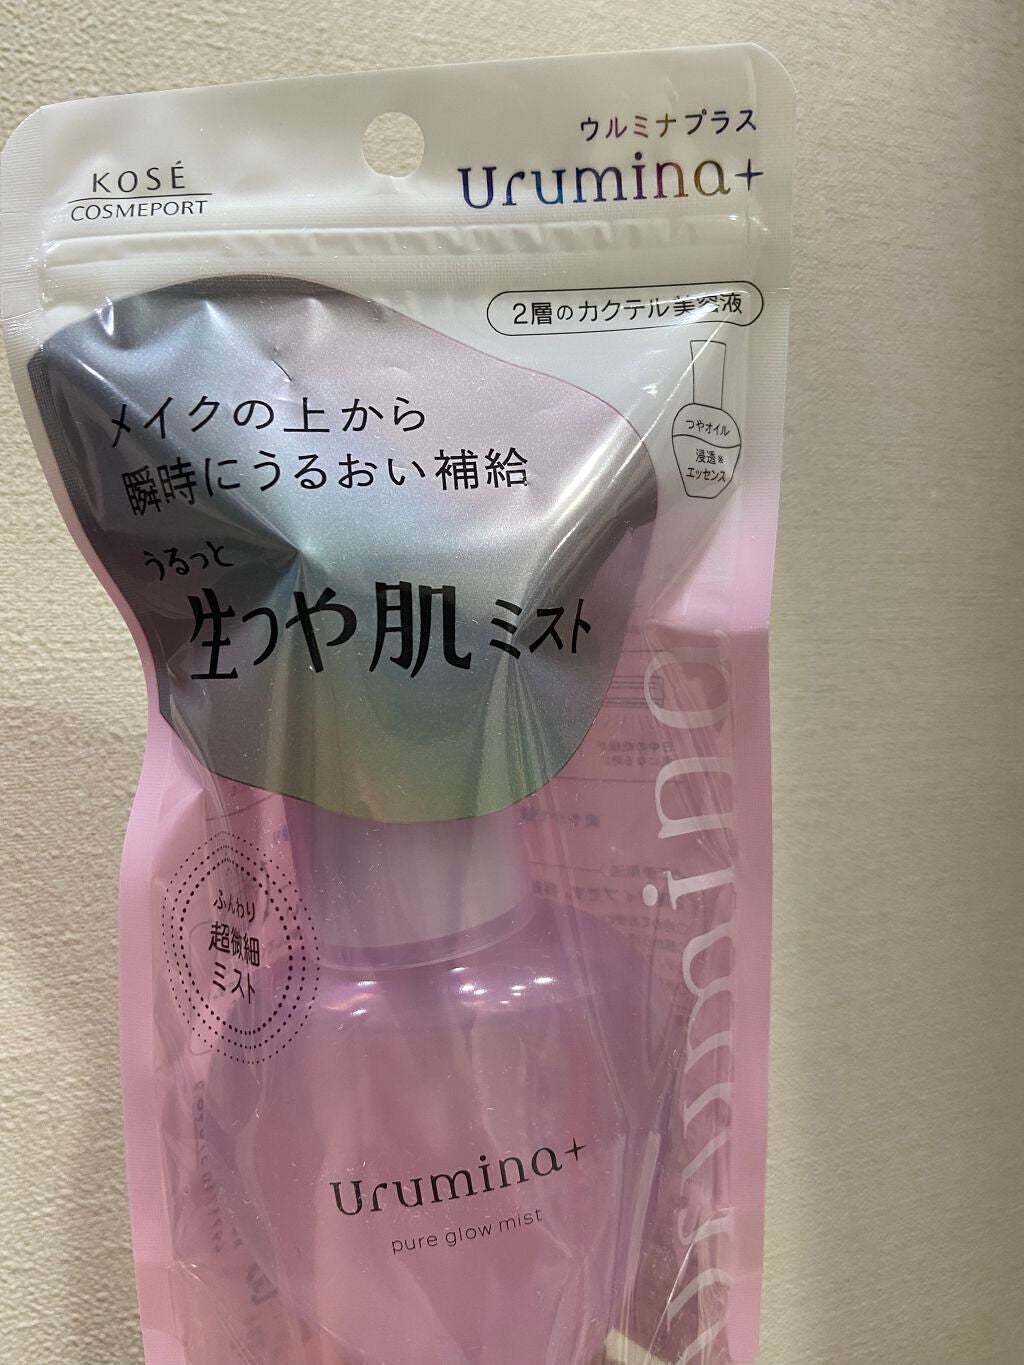 KOSÉ
COSMEPORT
ウルミナプラス
Urumina+
2層のカクテル美容液
つやオイル
浸透※
エッセンス
メイクの上から
瞬時にうるおい補給
うるっと
生つや肌ミスト
ふんわり
超微細
ミスト
Urumina+
pure glow mist